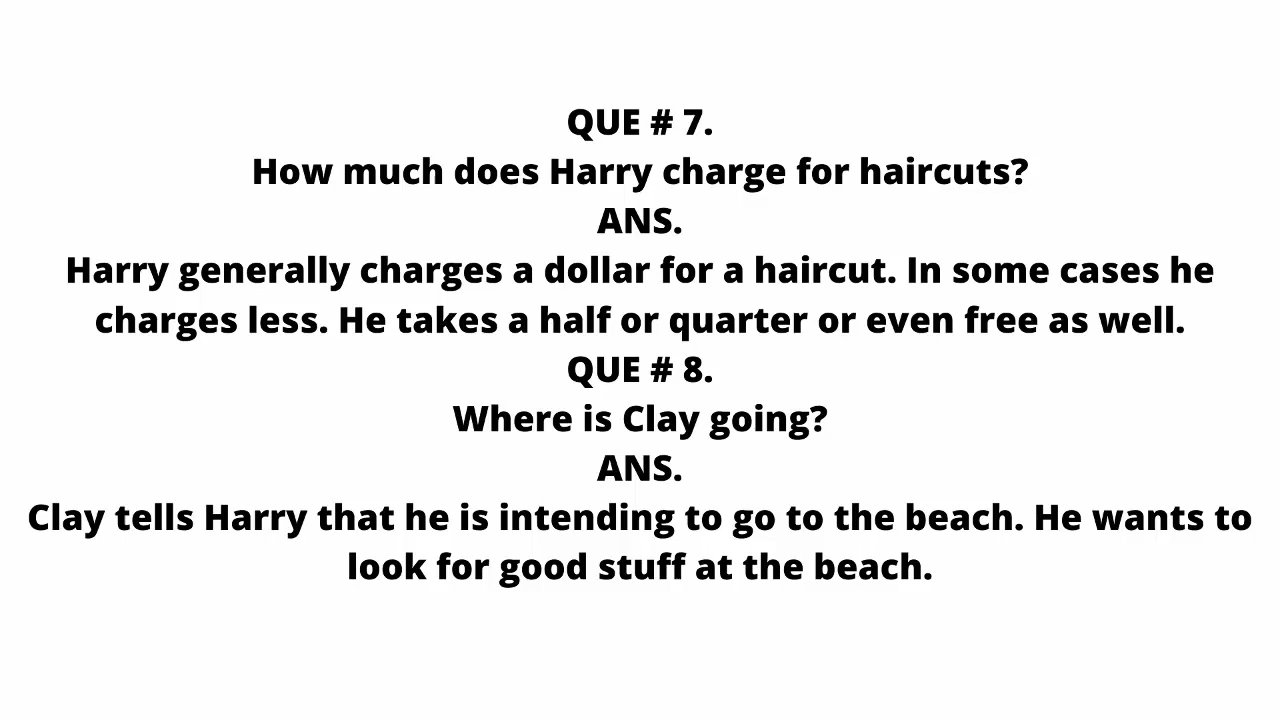 QUE # 7.
How much does Harry charge for haircuts?
ANS.
Harry generally charges a dollar for a haircut. In some cases he
charges less. He takes a half or quarter or even free as well.
QUE # 8.
Where is Clay going?
ANS.
Clay tells Harry that he is intending to go to the beach. He wants to
look for good stuff at the beach.